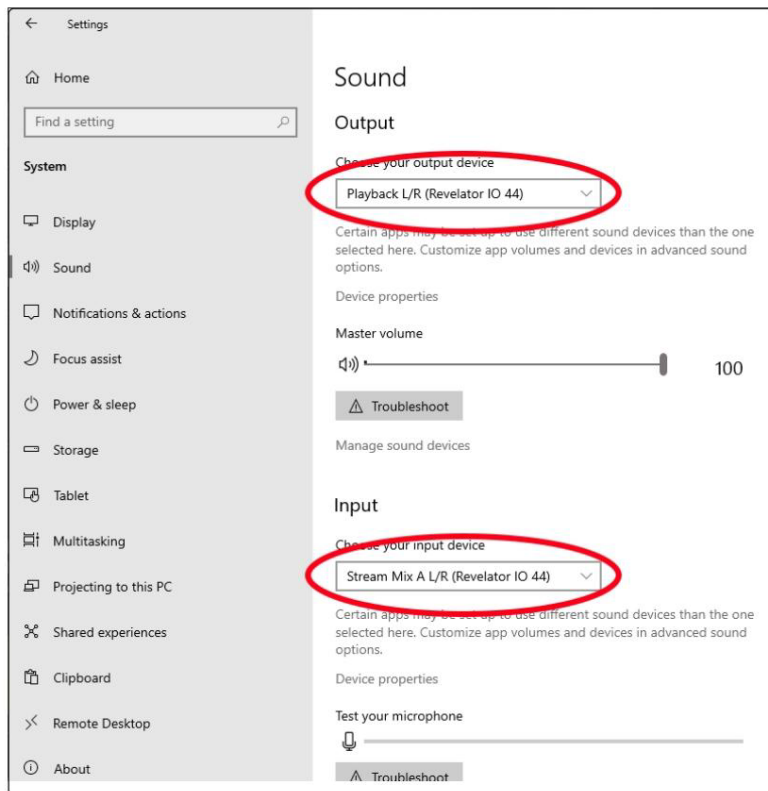 Settings
Home
Find a setting
System
Display
Sound
Notifications & actions
Focus assist
Power & sleep
Storage
Tablet
Multitasking
Projecting to this PC
Shared experiences
Clipboard
Remote Desktop
About
Sound
Output
Choose your output device
Playback L/R (Revelator IO 44)
Certain apps may be set up to use different sound devices than the one
selected here. Customize app volumes and devices in advanced sound
options.
Device properties
Master volume
100
Troubleshoot
Manage sound devices
Input
Choose your input device
Stream Mix A L/R (Revelator IO 44)
Certain apps may be set up to use different sound devices than the one
selected here. Customize app volumes and devices in advanced sound
options.
Device properties
Test your microphone
Troubleshoot